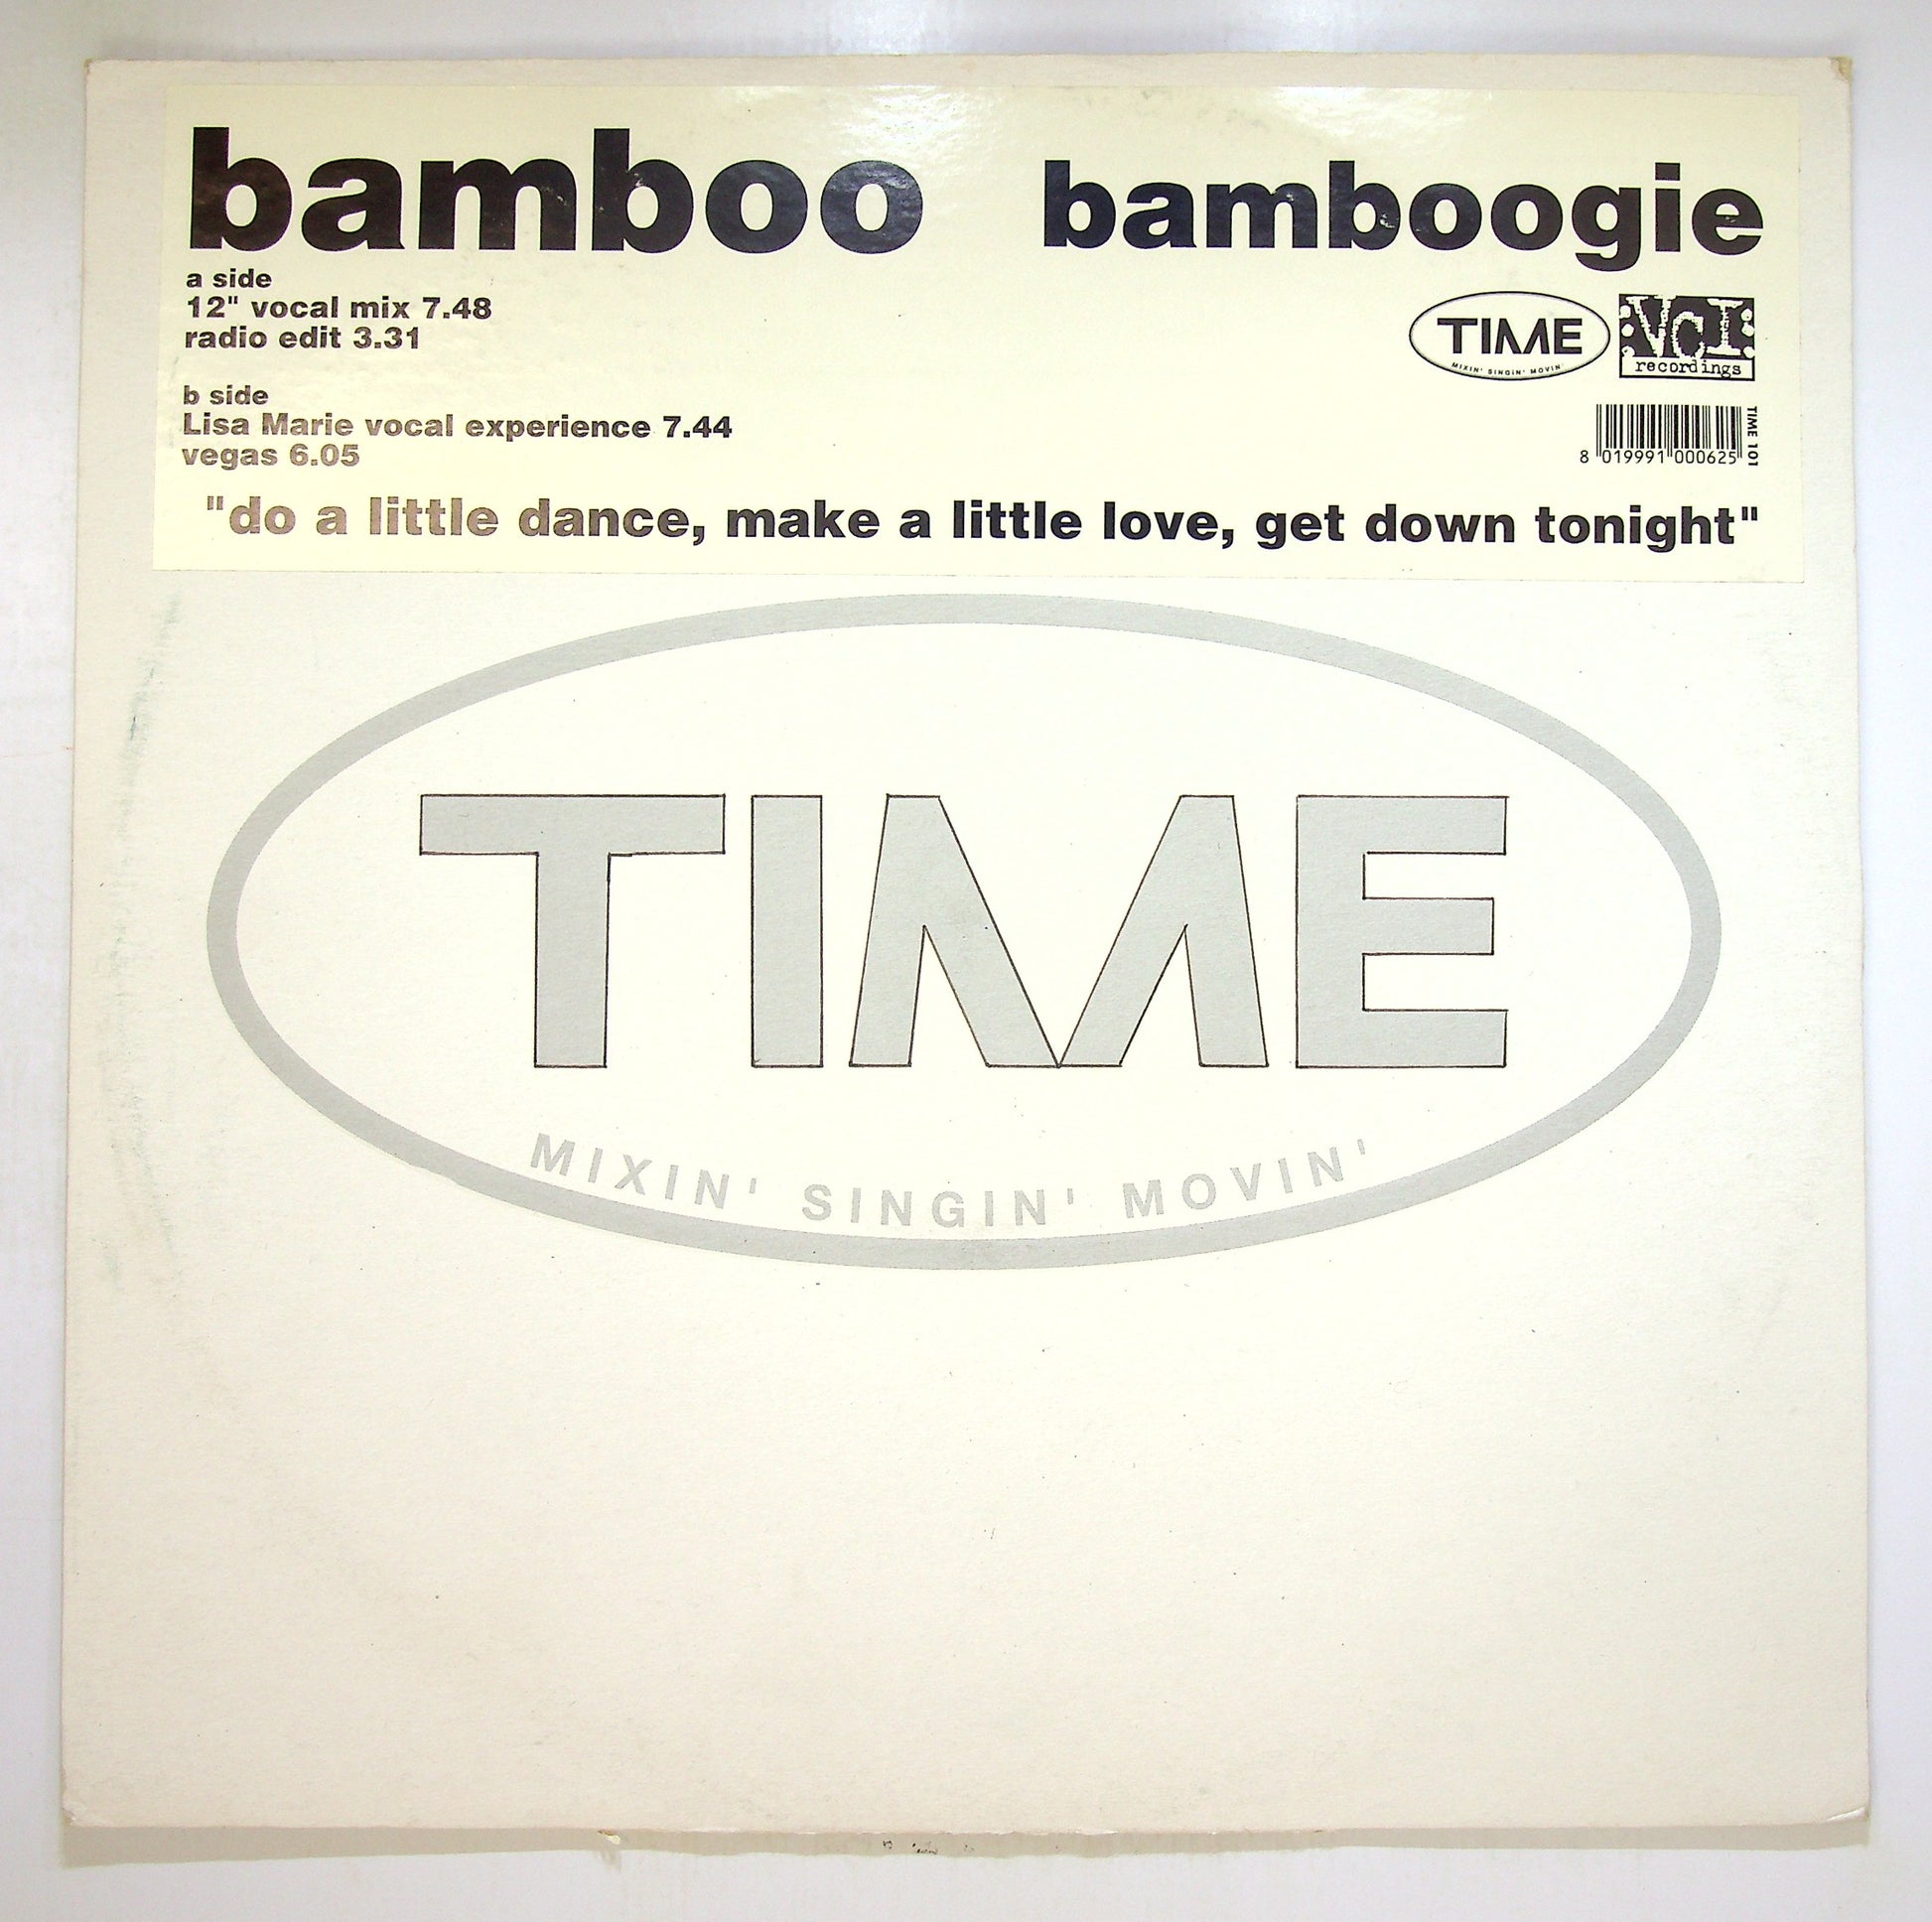 bamboo bamboogie
a side
12" vocal mix 7.48
radio edit 3.31
b side
Lisa Marie vocal experience 7.44
vegas 6.05
TIME
MIXIN' SINGIN' MOVIN'
VCI
recordings
8 019991 000625
TIME 101
"do a little dance, make a little love, get down tonight"
TIME
MIXIN' SINGIN' MOVIN'